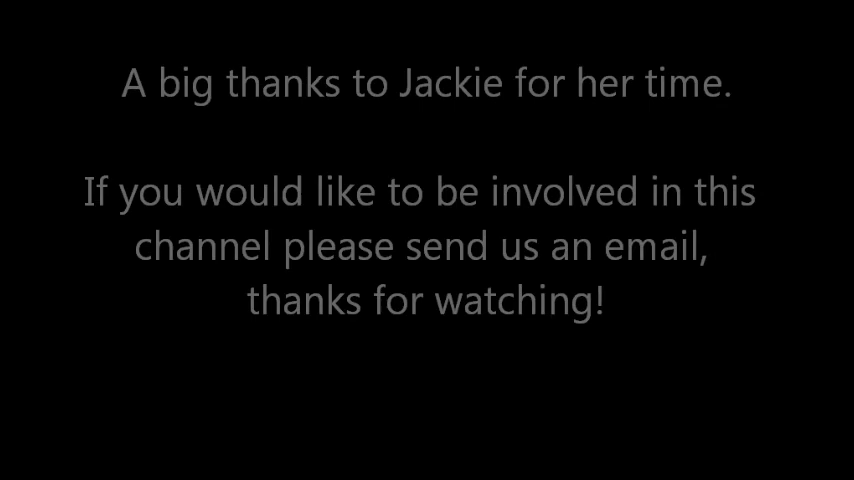 A big thanks to Jackie for her time.
If you would like to be involved in this
channel please send us an email,
thanks for watching!